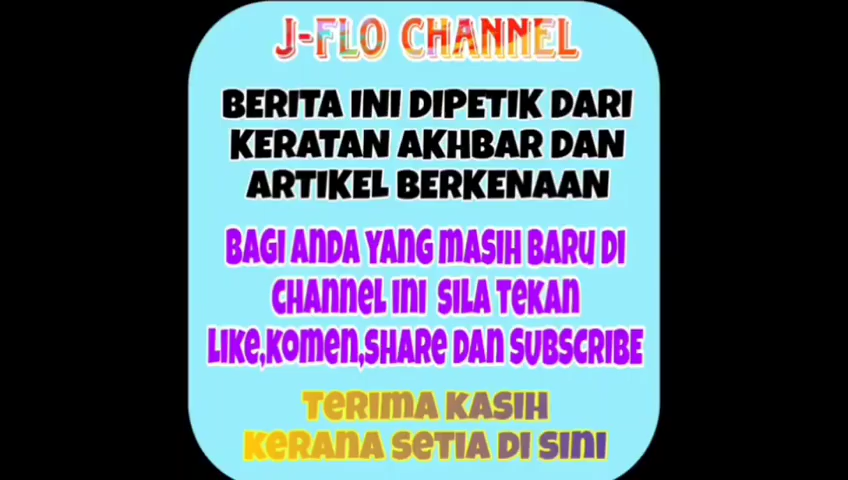 J-FLO CHANNEL
BERITA INI DIPETIK DARI
KERATAN AKHBAR DAN
ARTIKEL BERKENAAN
BAGI ANDA YANG MASIH BARU DI
CHANNEL INI SILA TEKAN
LIKE,KOMEN,SHARE DAN SUBSCRIBE
TERIMA KASIH
KERANA SETIA DI SINI